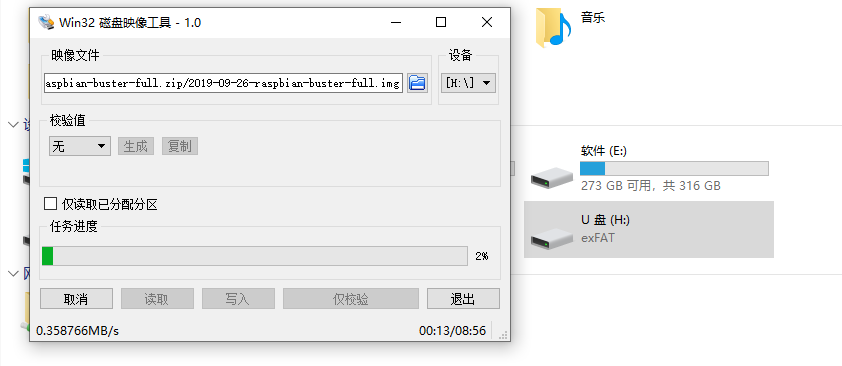 Win32 磁盘映像工具 - 1.0
映像文件
设备
aspbian-buster-full.zip/2019-09-26-raspbian-buster-full.img
[H:\]
校验值
无
生成
复制
仅读取已分配分区
任务进度
2%
取消
读取
写入
仅校验
退出
0.358766MB/s
00:13/08:56
音乐
软件 (E:)
273 GB 可用，共 316 GB
U 盘 (H:)
exFAT